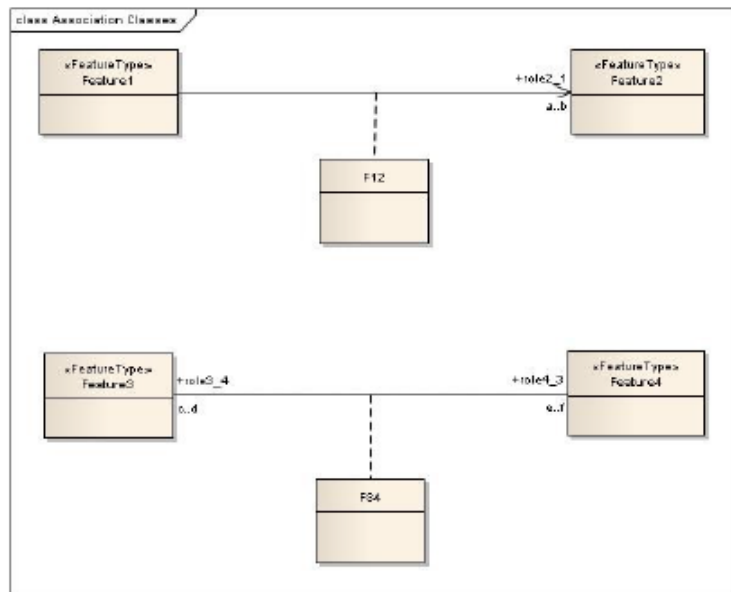 class Association Classes
«FeatureType»
Feature1
+role2_1
a..b
«FeatureType»
Feature2
F12
«FeatureType»
Feature3
+role3_4
c..d
+role4_3
e..f
«FeatureType»
Feature4
F34